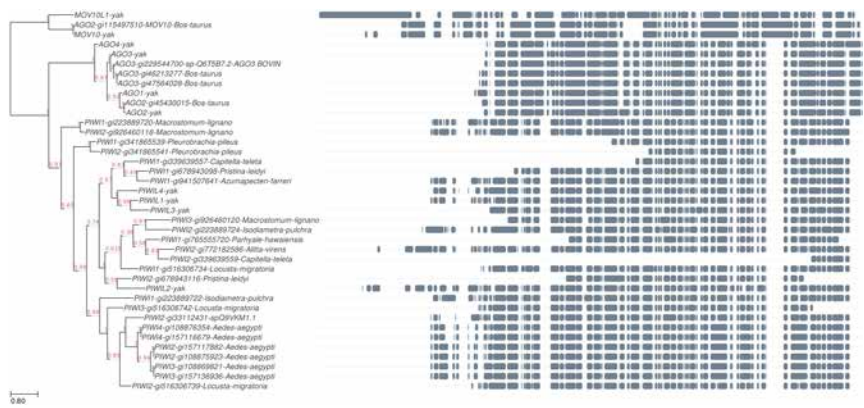 MOV10L1-yak
AGO2-gi115497510-MOV10-Bos-taurus
MOV10-yak
AGO4-yak
AGO3-yak
AGO3-gi229544700-sp-Q6T5B7.2-AGO3 BOVIN
AGO3-gi46213277-Bos-taurus
AGO3-gi47564028-Bos-taurus
AGO1-yak
AGO2-gi45430015-Bos-taurus
AGO2-yak
PIWI1-gi223889720-Macrostomum-lignano
PIWI2-gi926460118-Macrostomum-lignano
PIWI1-gi341865539-Pleurobrachia-pileus
PIWI2-gi341865541-Pleurobrachia-pileus
PIWI1-gi339639557-Capitella-teleta
PIWI1-gi678943095-Pristina-leidyi
PIWI1-gi941507641-Azumapecten-farreri
PIWIL4-yak
PIWIL1-yak
PIWIL3-yak
PIWI3-gi926460120-Macrostomum-lignano
PIWI2-gi223889724-Isodiametra-pulchra
PIWI1-gi765555720-Parhyale-hawaiensis
PIWI2-gi772182586-Alitta-virens
PIWI2-gi339639559-Capitella-teleta
PIWI1-gi516306734-Locusta-migratoria
PIWI2-gi678943116-Pristina-leidyi
PIWIL2-yak
PIWI1-gi223889722-Isodiametra-pulchra
PIWI3-gi516306742-Locusta-migratoria
PIWI2-gi33112431-spQ9VKM1.1
PIWI4-gi108876354-Aedes-aegypti
PIWI4-gi157116679-Aedes-aegypti
PIWI2-gi157117882-Aedes-aegypti
PIWI2-gi108875923-Aedes-aegypti
PIWI3-gi108869821-Aedes-aegypti
PIWI3-gi157136936-Aedes-aegypti
PIWI2-gi516306739-Locusta-migratoria
0.80